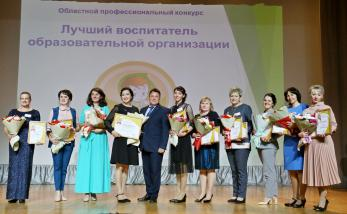 Областной профессиональный конкурс
Лучший воспитатель
образовательной организации